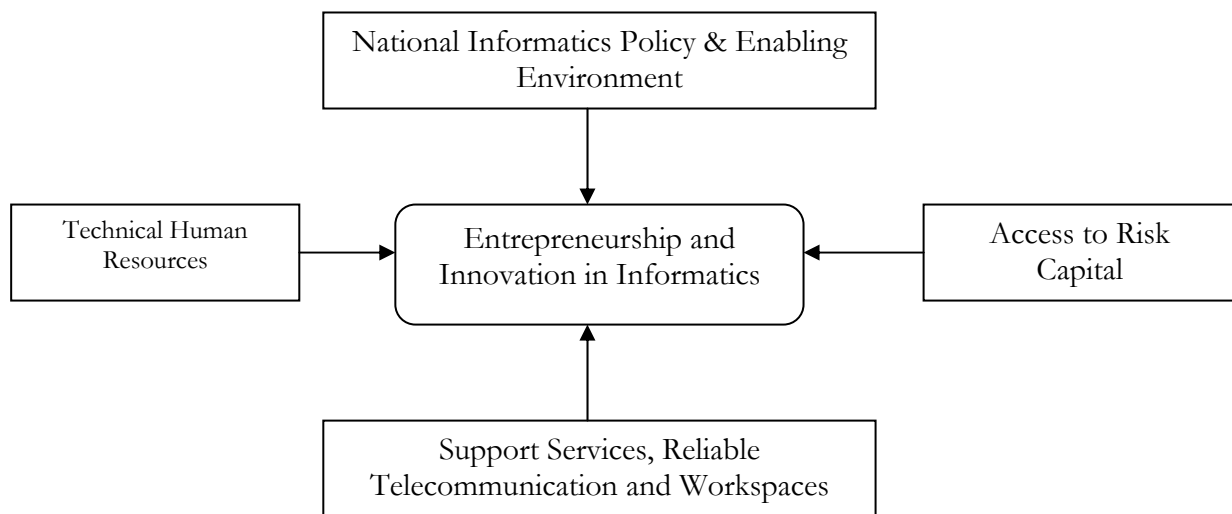 National Informatics Policy & Enabling
Environment
Technical Human
Resources
Entrepreneurship and
Innovation in Informatics
Access to Risk
Capital
Support Services, Reliable
Telecommunication and Workspaces